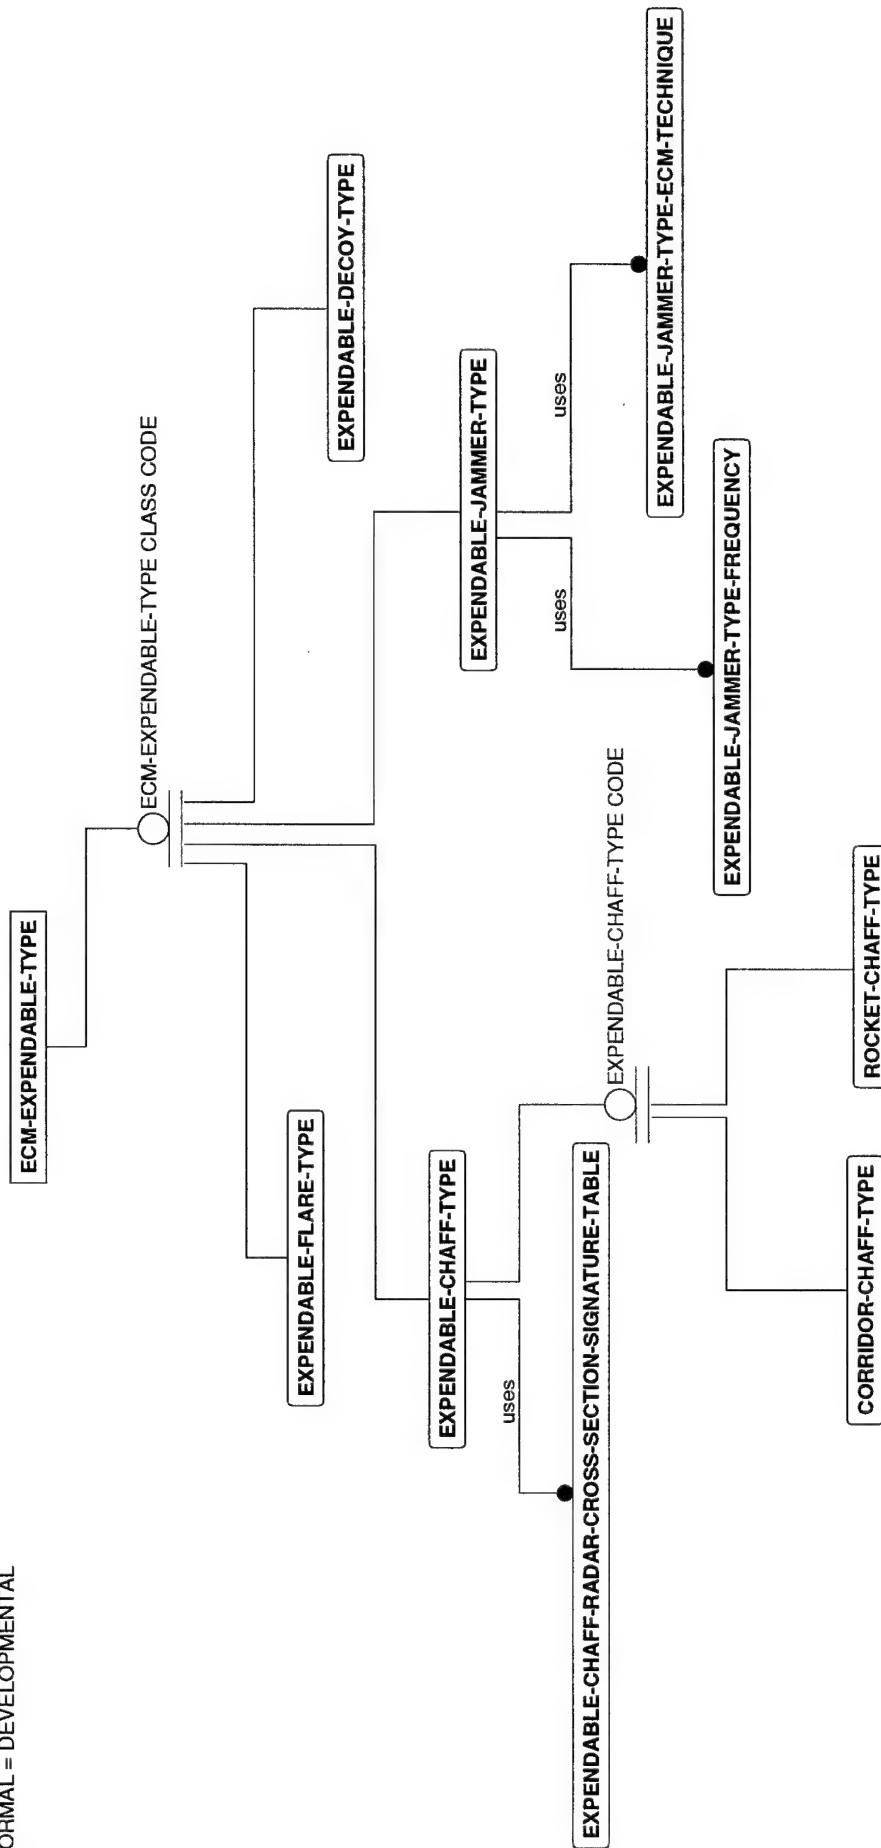 ORMAL = DEVELOPMENTAL
ECM-EXPENDABLE-TYPE
ECM-EXPENDABLE-TYPE CLASS CODE
EXPENDABLE-FLARE-TYPE
EXPENDABLE-DECOY-TYPE
EXPENDABLE-CHAFF-TYPE
EXPENDABLE-JAMMER-TYPE
uses
uses
uses
EXPENDABLE-CHAFF-RADAR-CROSS-SECTION-SIGNATURE-TABLE
EXPENDABLE-CHAFF-TYPE CODE
EXPENDABLE-JAMMER-TYPE-ECM-TECHNIQUE
EXPENDABLE-JAMMER-TYPE-FREQUENCY
CORRIDOR-CHAFF-TYPE
ROCKET-CHAFF-TYPE